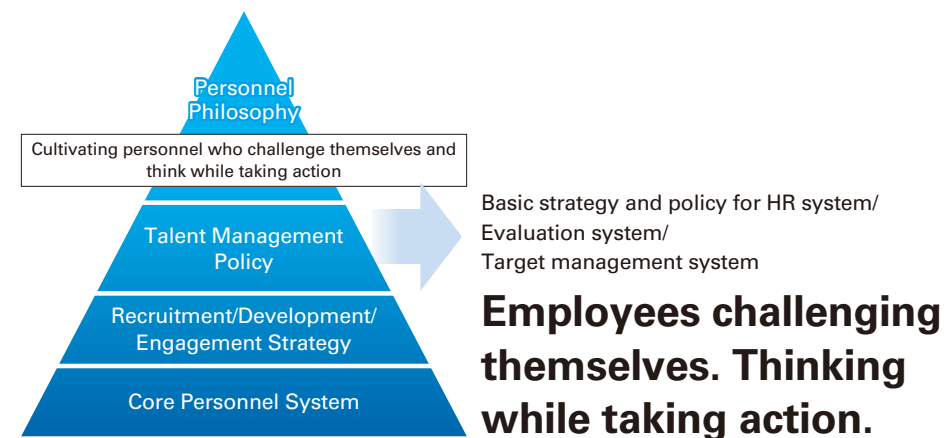 Personnel
Philosophy
Cultivating personnel who challenge themselves and
think while taking action
Talent Management
Policy
Recruitment/Development/
Engagement Strategy
Core Personnel System
Basic strategy and policy for HR system/
Evaluation system/
Target management system
Employees challenging
themselves. Thinking
while taking action.